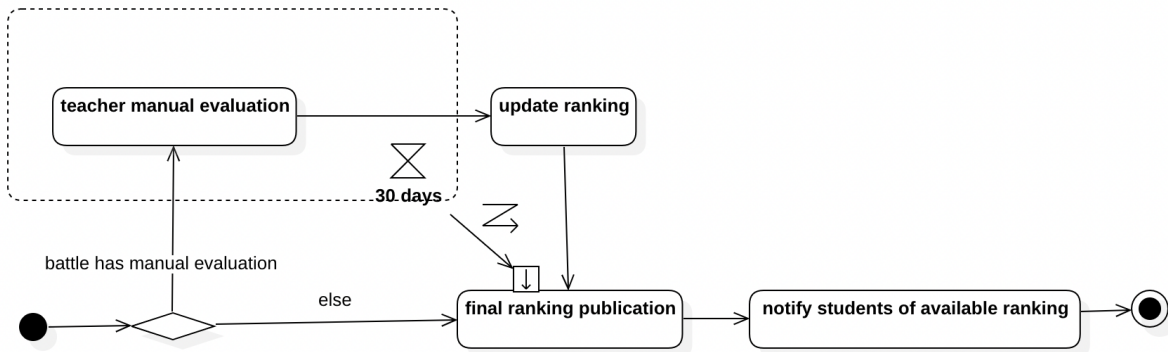 teacher manual evaluation
update ranking
30 days
battle has manual evaluation
else
final ranking publication
notify students of available ranking